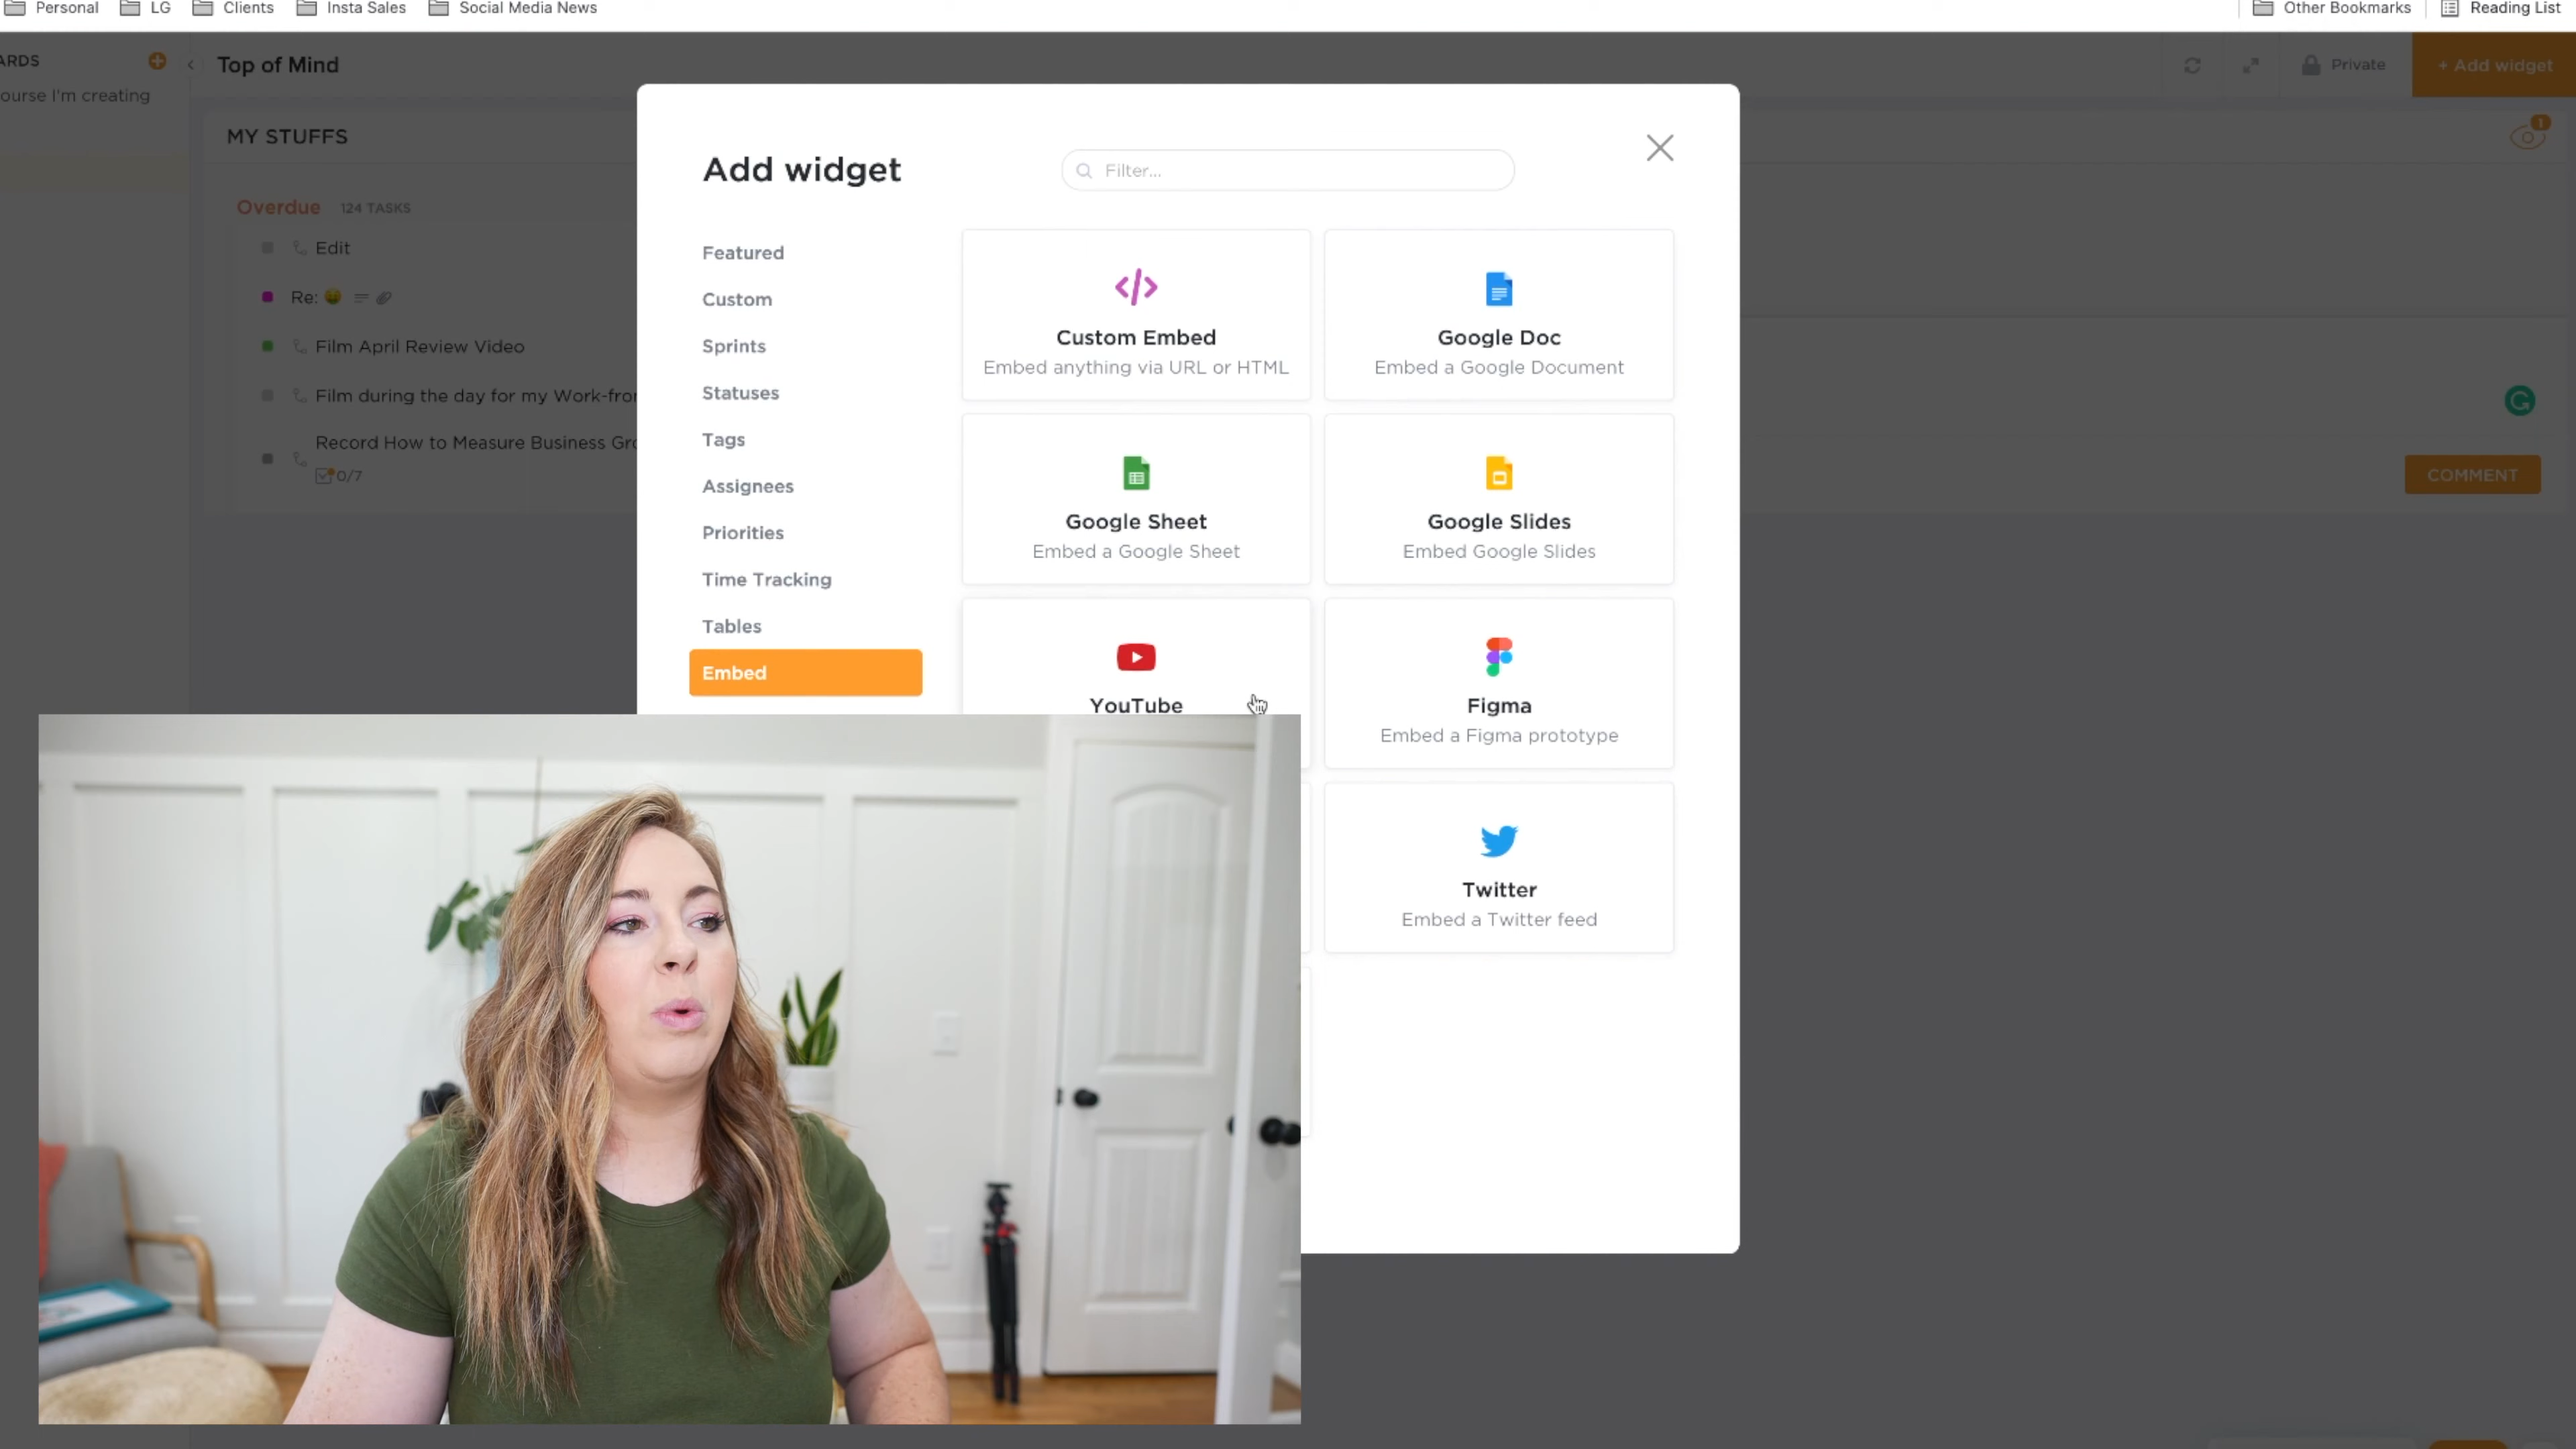 Personal LG Clients Insta Sales Social Media News Other Bookmarks Reading List
ARDS
Top of Mind
Private
+ Add widget
ourse I'm creating
MY STUFFS
1
Overdue 124 TASKS
Edit
Re:
Film April Review Video
Film during the day for my Work-fro
Record How to Measure Business Gr
0/7
COMMENT
Add widget
Filter...
Featured
Custom
Sprints
Statuses
Tags
Assignees
Priorities
Time Tracking
Tables
Embed
Custom Embed
Embed anything via URL or HTML
Google Doc
Embed a Google Document
Google Sheet
Embed a Google Sheet
Google Slides
Embed Google Slides
YouTube
Figma
Embed a Figma prototype
Twitter
Embed a Twitter feed